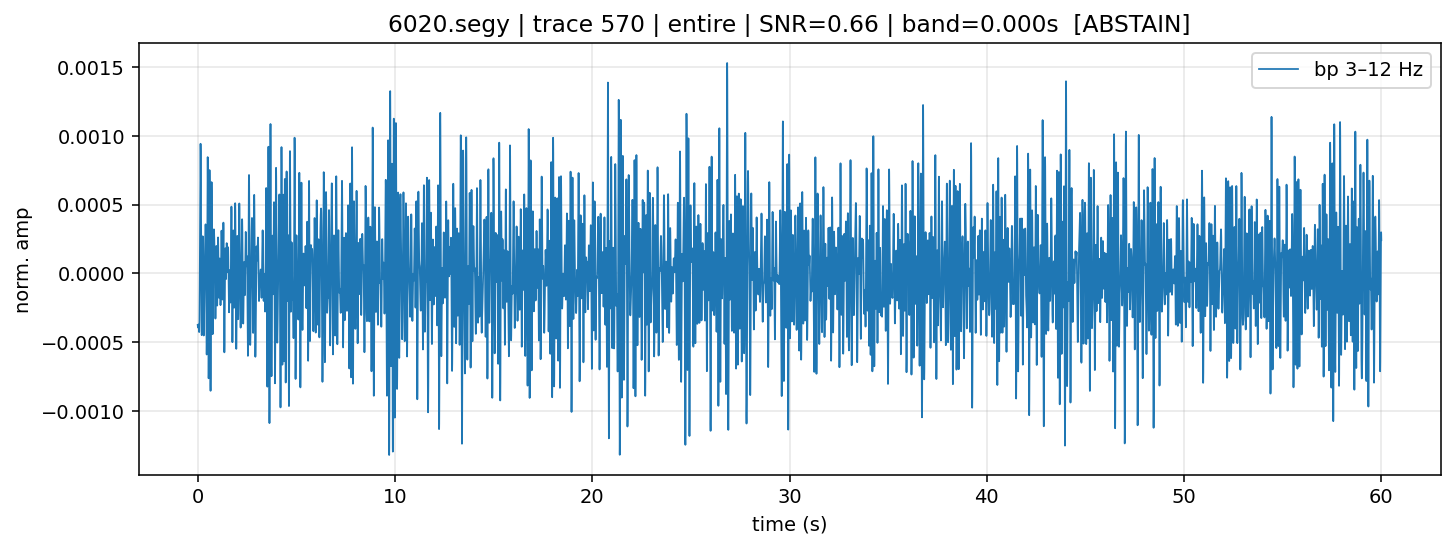 6020.segy | trace 570 | entire | SNR=0.66 | band=0.000s  [ABSTAIN]
bp 3–12 Hz
norm. amp
0.0015
0.0010
0.0005
0.0000
−0.0005
−0.0010
0 10 20 30 40 50 60
time (s)